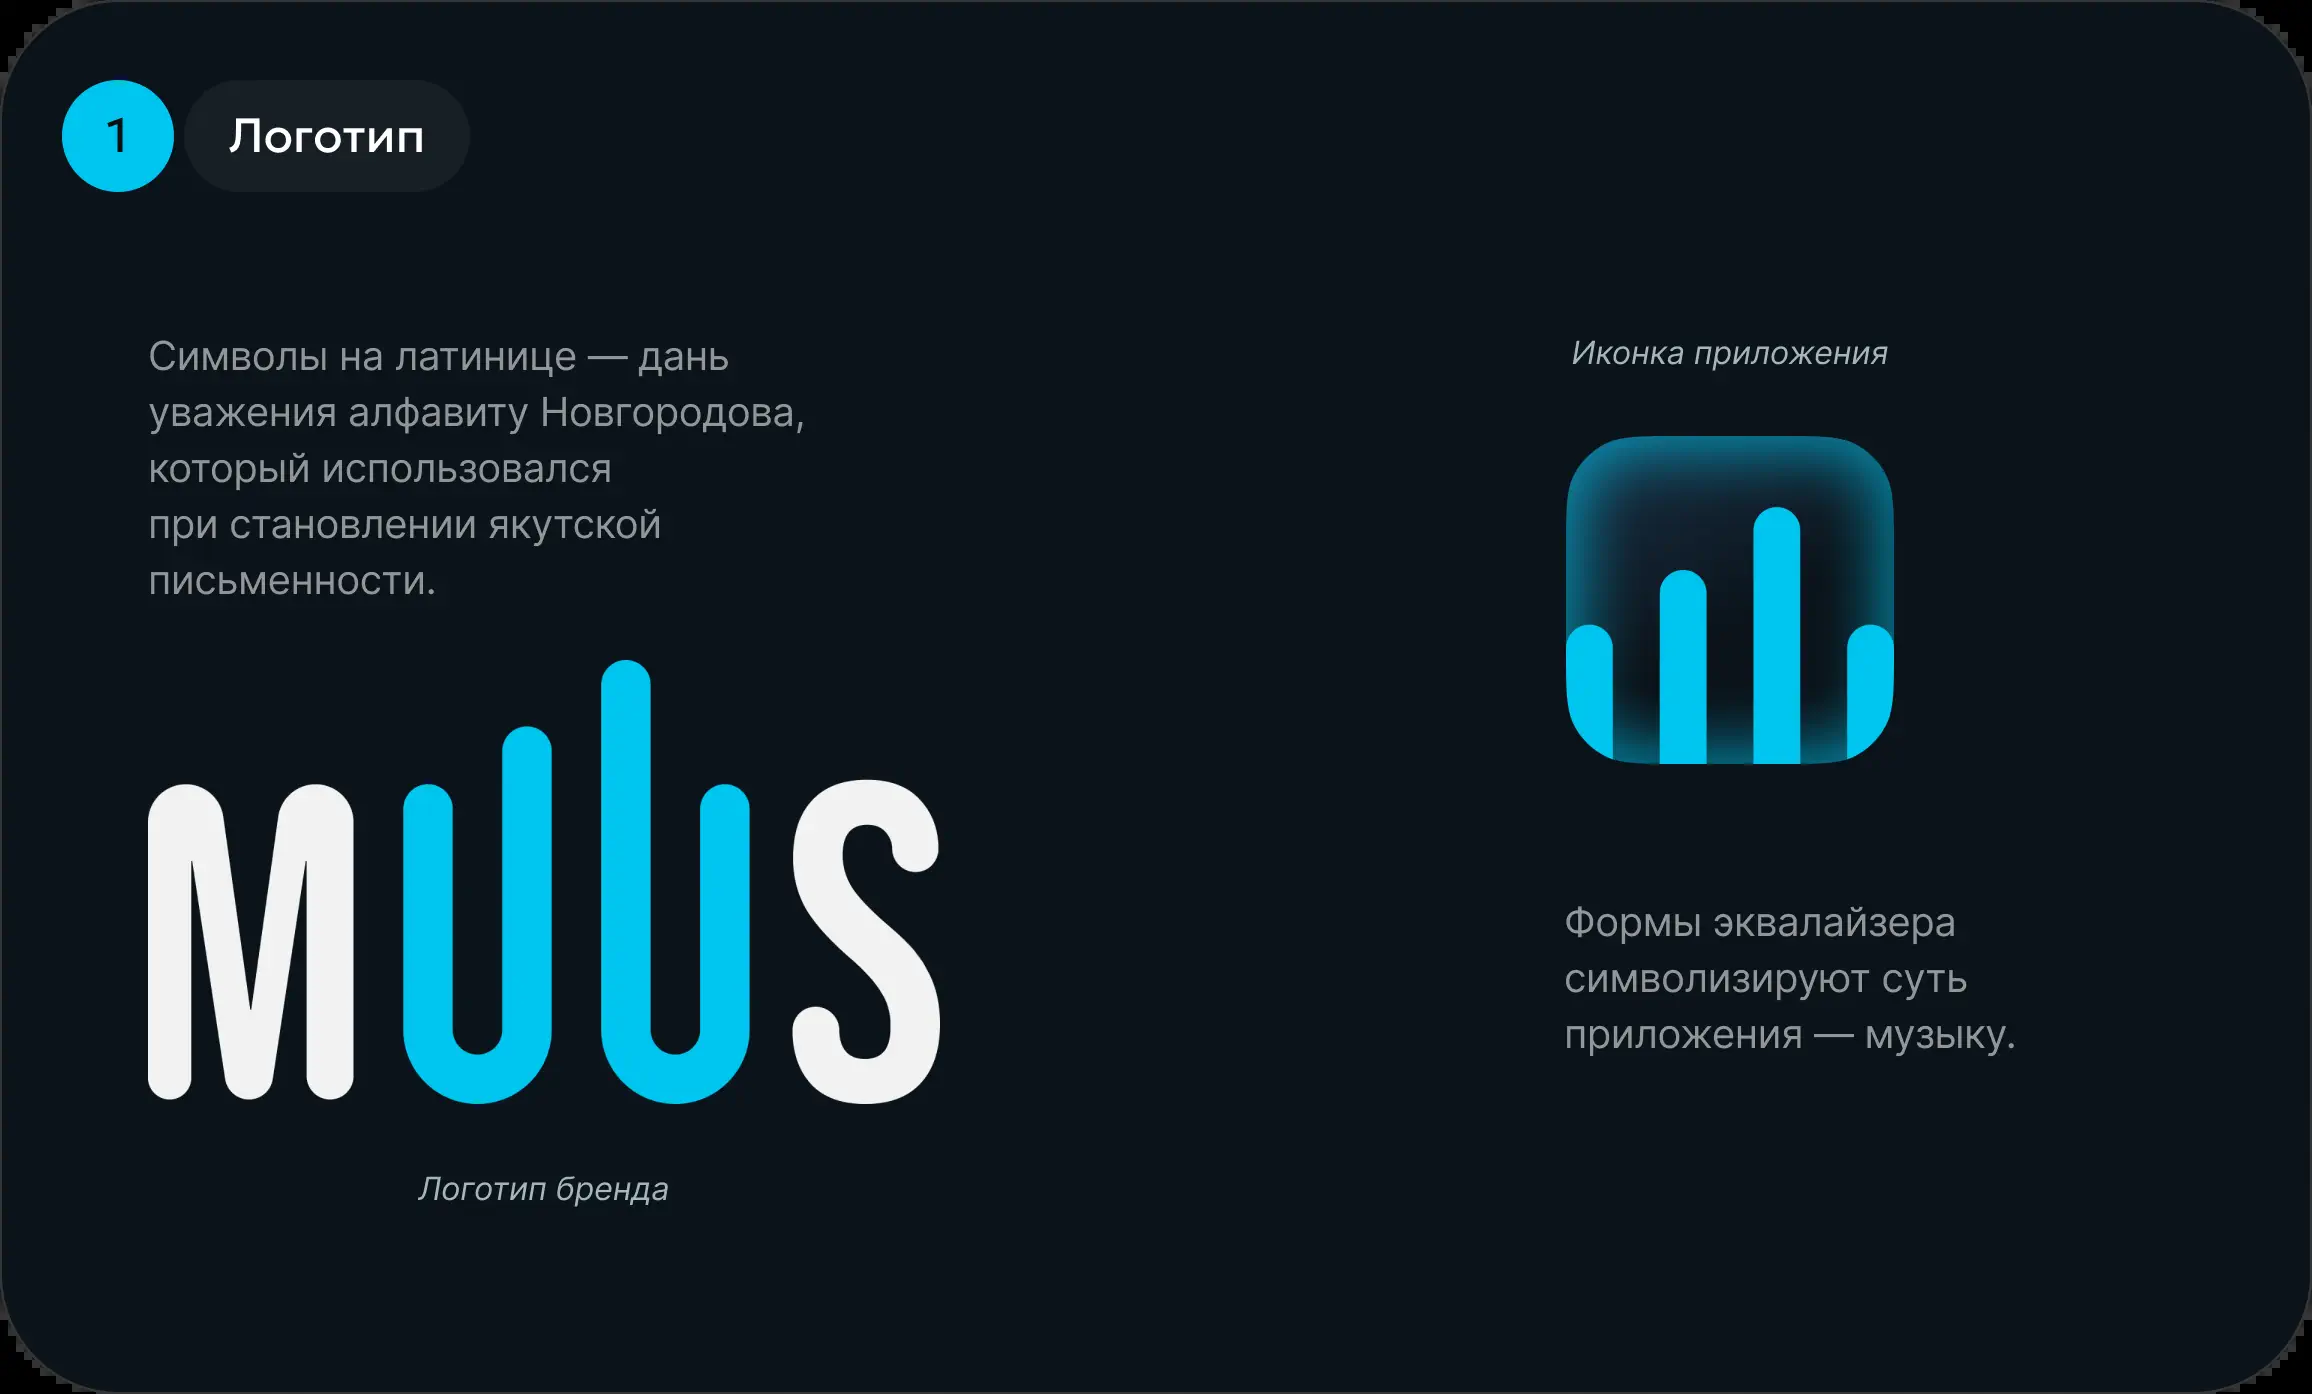 1
Логотип
Символы на латинице — дань
уважения алфавиту Новгородова,
который использовался
при становлении якутской
письменности.
MUUS
Логотип бренда
Иконка приложения
Формы эквалайзера
символизируют суть
приложения — музыку.